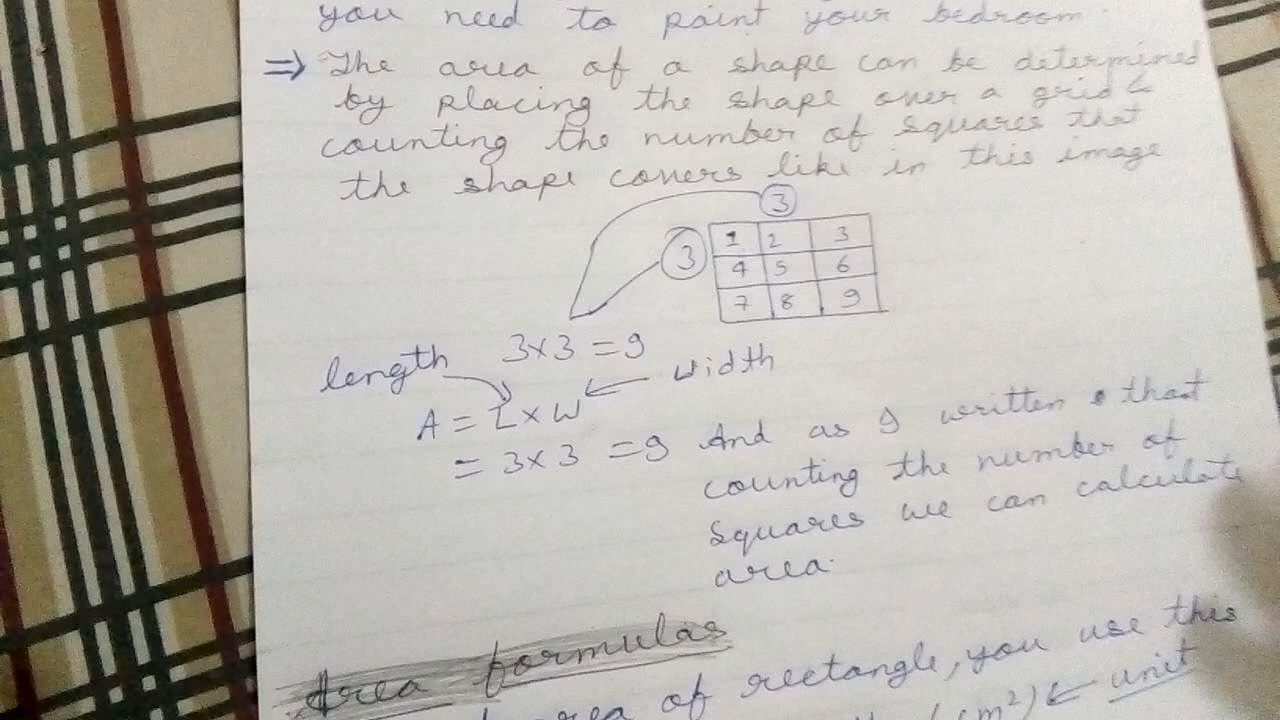 you need to paint your bedroom.
⇒ The area of a shape can be determined
by placing the shape over a grid &
counting the number of squares that
the shape covers like in this image
3
3
1 2 3
4 5 6
7 8 9
3×3 = 9
length width
A = L × W
= 3×3 = 9 And as I written that
counting the number of
squares we can calculate
area.
Area formulas
area of rectangle, you use this
(cm²) ← unit